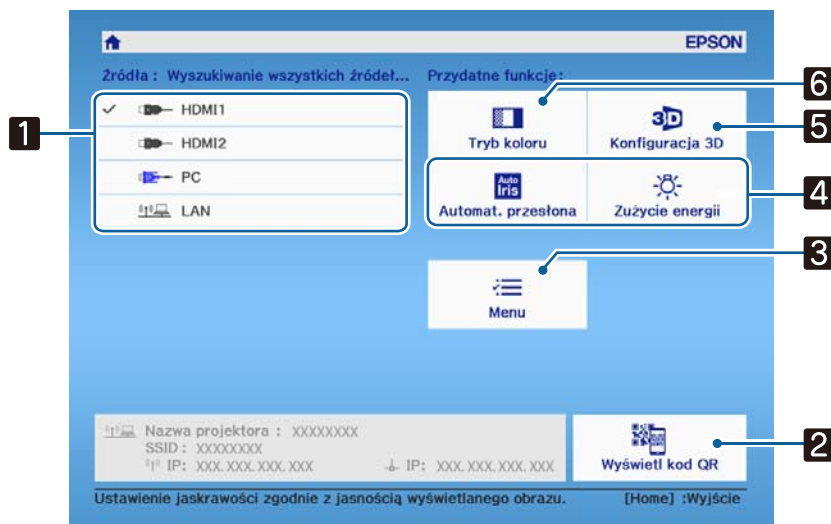 EPSON
Źródła : Wyszukiwanie wszystkich źródeł...
HDMI1
HDMI2
PC
LAN
Przydatne funkcje:
Tryb koloru
3D
Konfiguracja 3D
Auto
Iris
Automat. przesłona
Zużycie energii
Menu
Nazwa projektora : XXXXXXXX
SSID : XXXXXXXX
IP: XXX. XXX. XXX. XXX
IP: XXX. XXX. XXX. XXX
Wyświetl kod QR
Ustawienie jaskrawości zgodnie z jasnością wyświetlanego obrazu.
[Home] :Wyjście
1
6
5
4
3
2